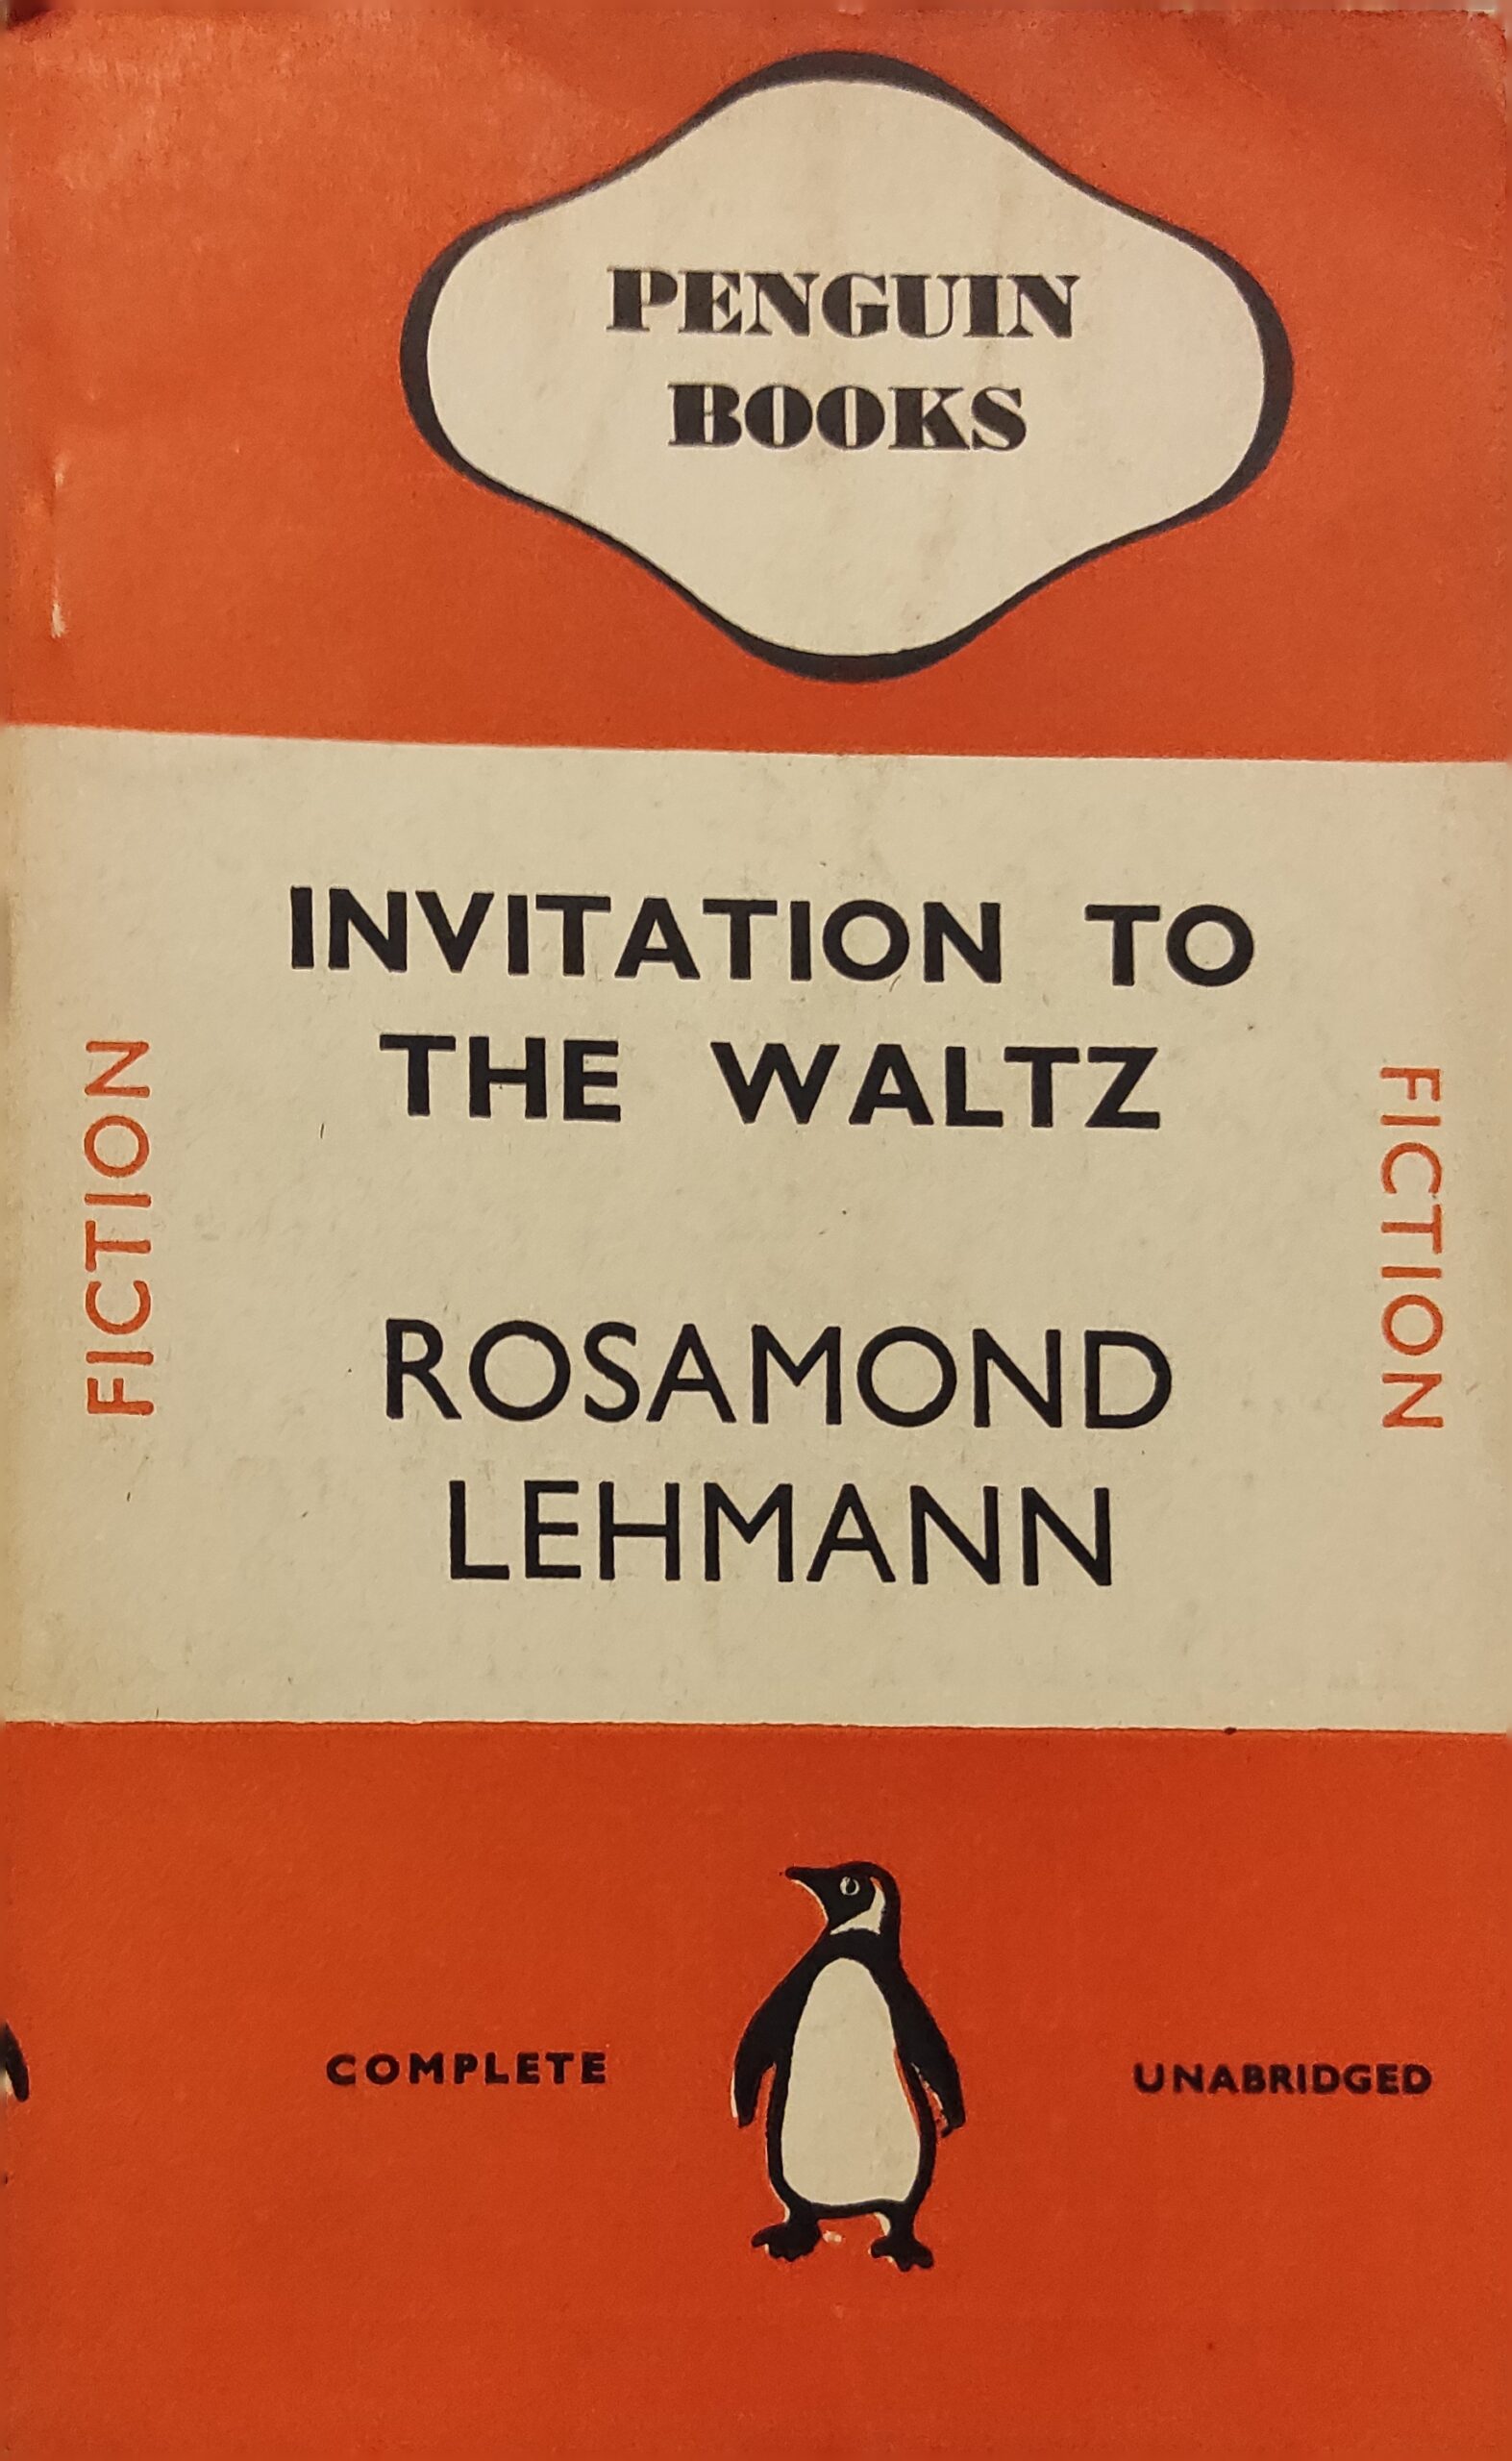 PENGUIN
BOOKS
INVITATION TO
THE WALTZ
FICTION
FICTION
ROSAMOND
LEHMANN
COMPLETE
UNABRIDGED